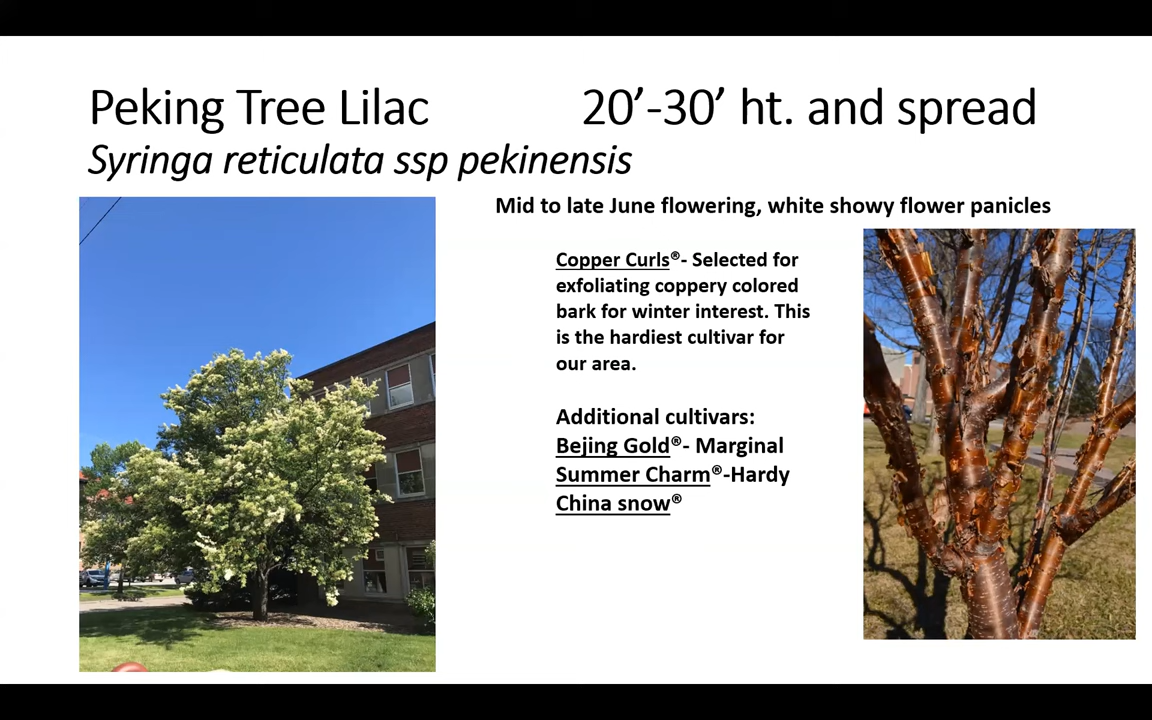 Peking Tree Lilac 20’-30’ ht. and spread
Syringa reticulata ssp pekinensis
Mid to late June flowering, white showy flower panicles
Copper Curls®- Selected for
exfoliating coppery colored
bark for winter interest. This
is the hardiest cultivar for
our area.
Additional cultivars:
Bejing Gold®- Marginal
Summer Charm®-Hardy
China snow®